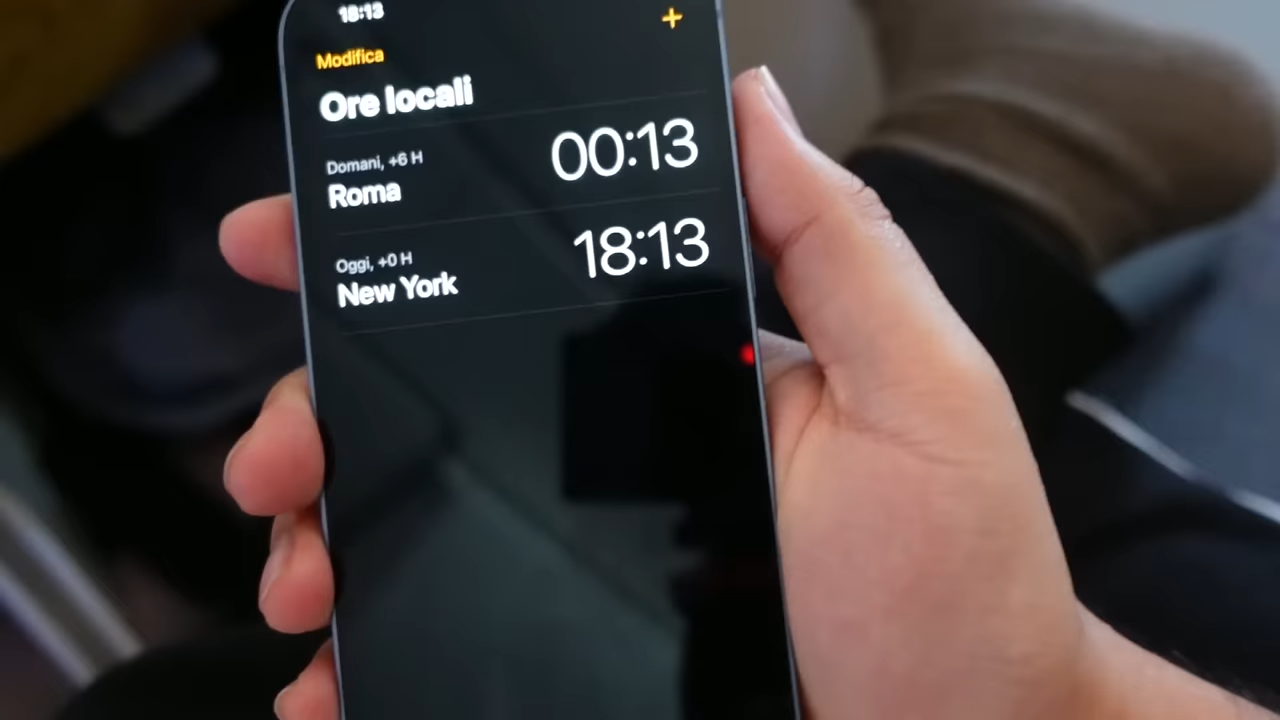 18:13
+
Modifica
Ore locali
Domani, +6 H
Roma
00:13
Oggi, +0 H
New York
18:13